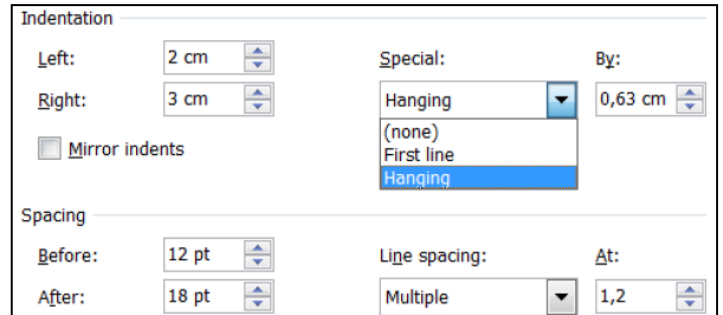 Indentation
Left: 2 cm Special: By:
Right: 3 cm Hanging 0,63 cm
(none)
Mirror indents First line
Hanging
Spacing
Before: 12 pt Line spacing: At:
After: 18 pt Multiple 1,2